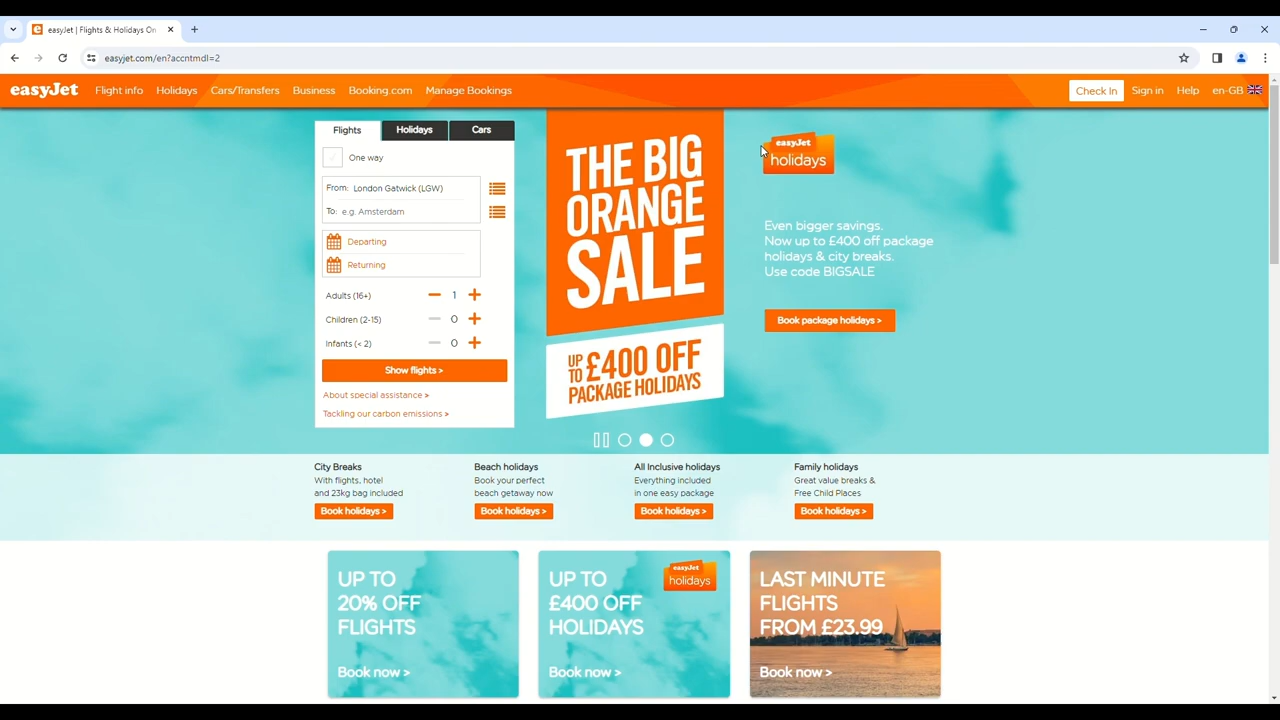 easyJet | Flights & Holidays On
easyjet.com/en?accntmdl=2
easyJet Flight info Holidays Cars/Transfers Business Booking.com Manage Bookings Check In Sign in Help en-GB
Flights Holidays Cars
One way
From: London Gatwick (LGW)
To: e.g. Amsterdam
Departing
Returning
Adults (16+) 1
Children (2-15) 0
Infants (< 2) 0
Show flights >
About special assistance >
Tackling our carbon emissions >
THE BIG
ORANGE
SALE
UP TO £400 OFF
PACKAGE HOLIDAYS
easyJet
holidays
Even bigger savings.
Now up to £400 off package
holidays & city breaks.
Use code BIGSALE
Book package holidays >
City Breaks
With flights, hotel
and 23kg bag included
Book holidays >
Beach holidays
Book your perfect
beach getaway now
Book holidays >
All Inclusive holidays
Everything included
in one easy package
Book holidays >
Family holidays
Great value breaks &
Free Child Places
Book holidays >
UP TO
20% OFF
FLIGHTS
Book now >
UP TO
£400 OFF
HOLIDAYS
easyJet
holidays
Book now >
LAST MINUTE
FLIGHTS
FROM £23.99
Book now >